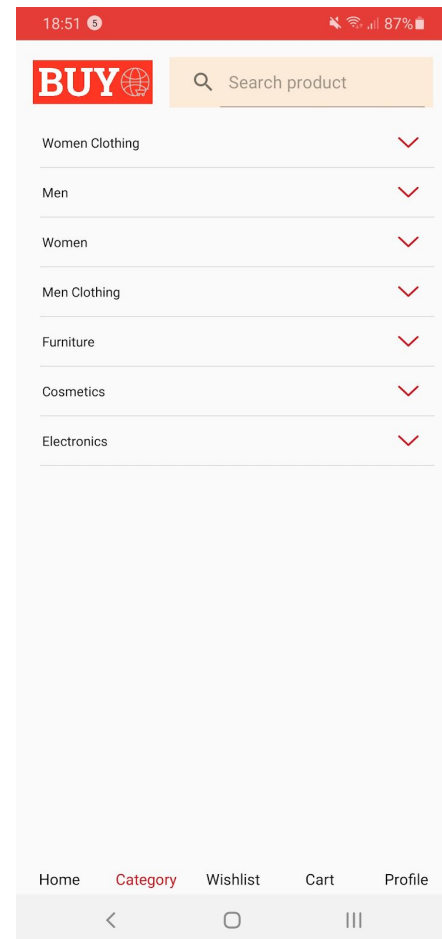 18:51 5 87%
BUY Search product
Women Clothing
Men
Women
Men Clothing
Furniture
Cosmetics
Electronics
Home Category Wishlist Cart Profile